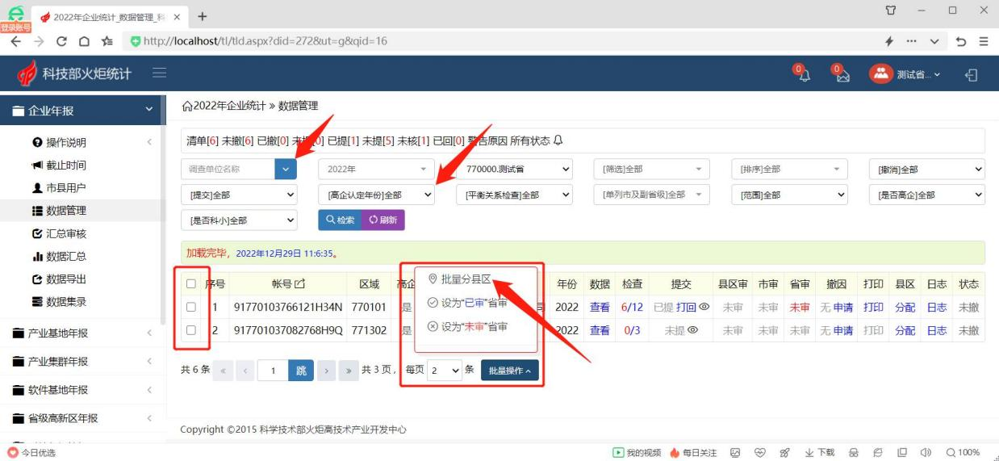 2022年企业统计_数据管理_科
登录账号
http://localhost/tl/tld.aspx?did=272&ut=g&qid=16
科技部火炬统计
0
0
测试省...
企业年报
操作说明
截止时间
市县用户
数据管理
汇总审核
数据汇总
数据导出
数据集录
产业基地年报
产业集群年报
软件基地年报
省级高新区年报
2022年企业统计 » 数据管理
清单[6] 未撤[6] 已撤[0] 未 [0] 已提[1] 未提[5] 未核[1] 已回[0] 警告原因 所有状态
调查单位名称 2022年 770000.测试省 [筛选]全部 [排序]全部 [撤消]全部
[提交]全部 [高企认定年份]全部 [平衡关系检查]全部 [单列市及副省级]全部 [范围]全部 [是否高企]全部
[是否科小]全部 检索 刷新
加载完毕，2022年12月29日 11:6:35。
序号 帐号 区域 高企 年份 数据 检查 提交 县区审 市审 省审 撤因 打印 县区 日志 状态
1 91770103766121H34N 770101 是 司 2022 查看 6/12 已提 打回 未审 未审 未审 无 申请 打印 分配 日志 未撤
2 917701037082768H9Q 771302 是 2022 查看 0/3 未提 未审 未审 未审 无 申请 打印 分配 日志 未撤
批量分县区
设为“已审”省审
设为“未审”省审
共 6 条 « ‹ 1 跳 › » 共 3 页， 每页 2 条 批量操作
Copyright ©2015 科学技术部火炬高技术产业开发中心
今日优选 我的视频 每日关注 下载 100%